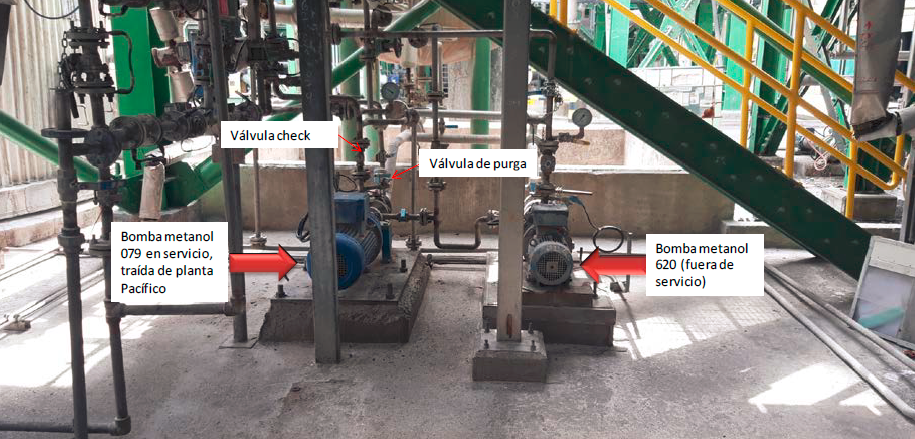 Válvula check
Válvula de purga
Bomba metanol
079 en servicio,
traída de planta
Pacífico
Bomba metanol
620 (fuera de
servicio)